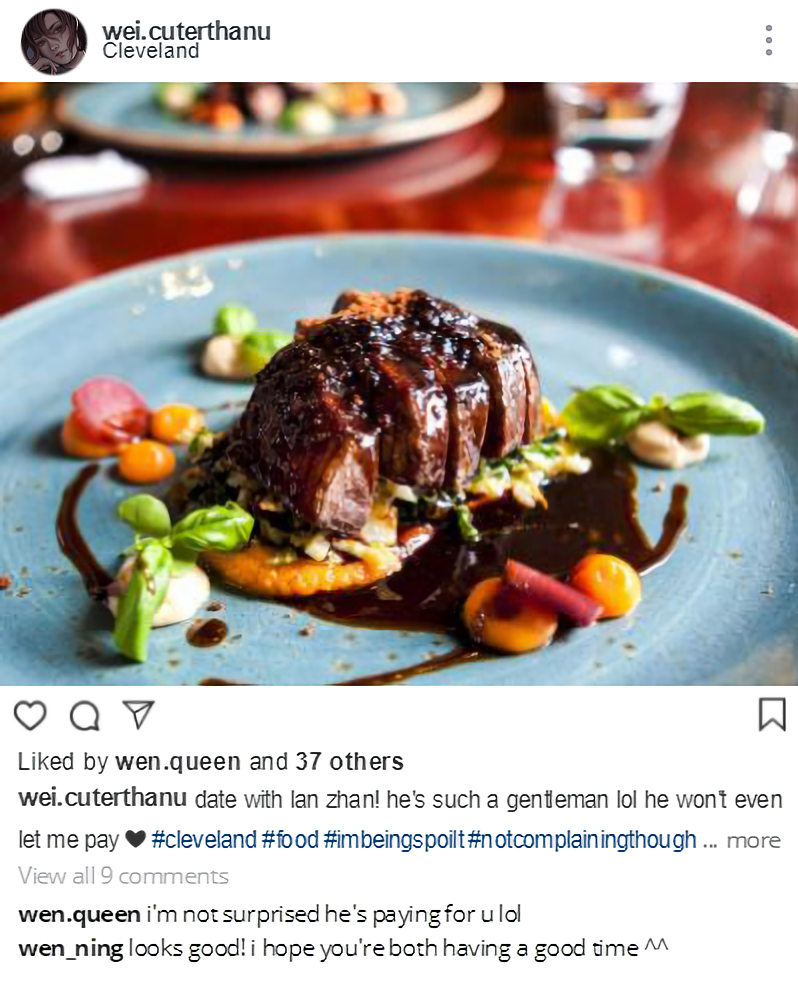 wei.cuterthanu
Cleveland
Liked by wen.queen and 37 others
wei.cuterthanu date with lan zhan! he's such a gentleman lol he won't even
let me pay 🖤 #cleveland #food #imbeingspoilt #notcomplainingthough ... more
View all 9 comments
wen.queen i'm not surprised he's paying for u lol
wen_ning looks good! i hope you're both having a good time ^^